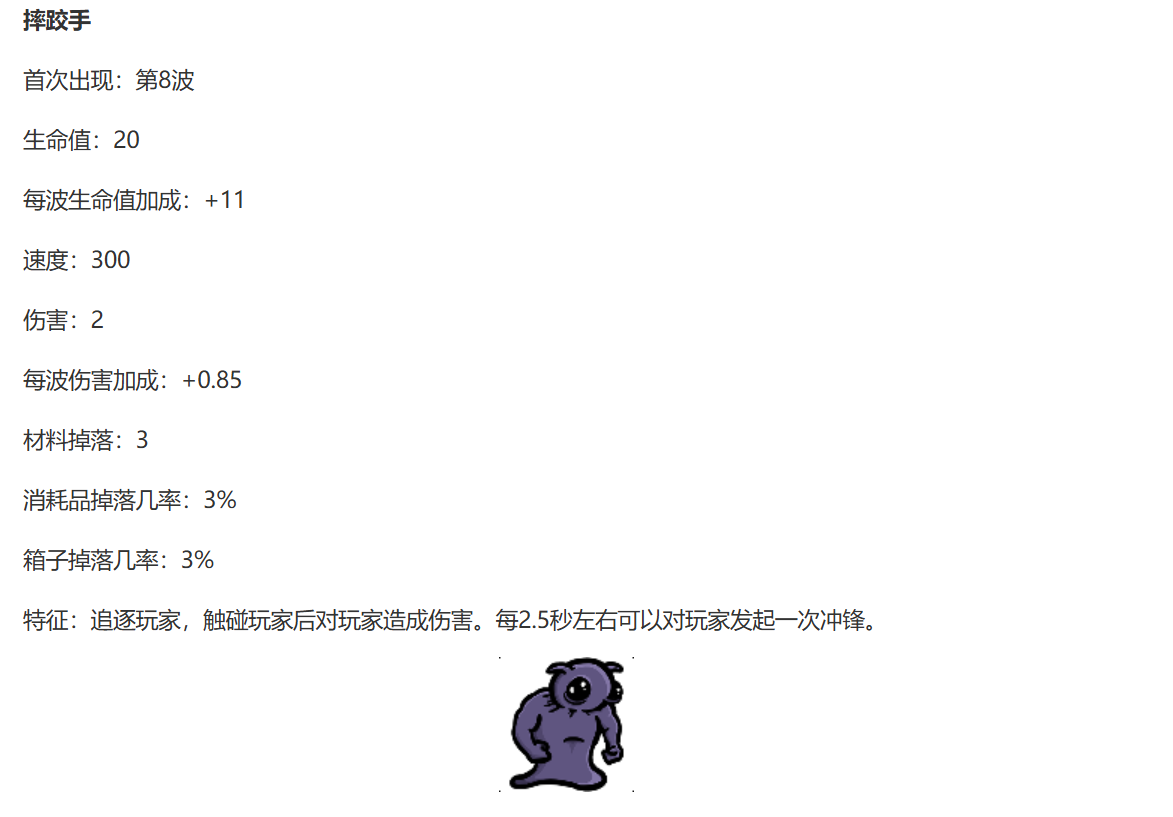 摔跤手
首次出现：第8波
生命值：20
每波生命值加成：+11
速度：300
伤害：2
每波伤害加成：+0.85
材料掉落：3
消耗品掉落几率：3%
箱子掉落几率：3%
特征：追逐玩家，触碰玩家后对玩家造成伤害。每2.5秒左右可以对玩家发起一次冲锋。